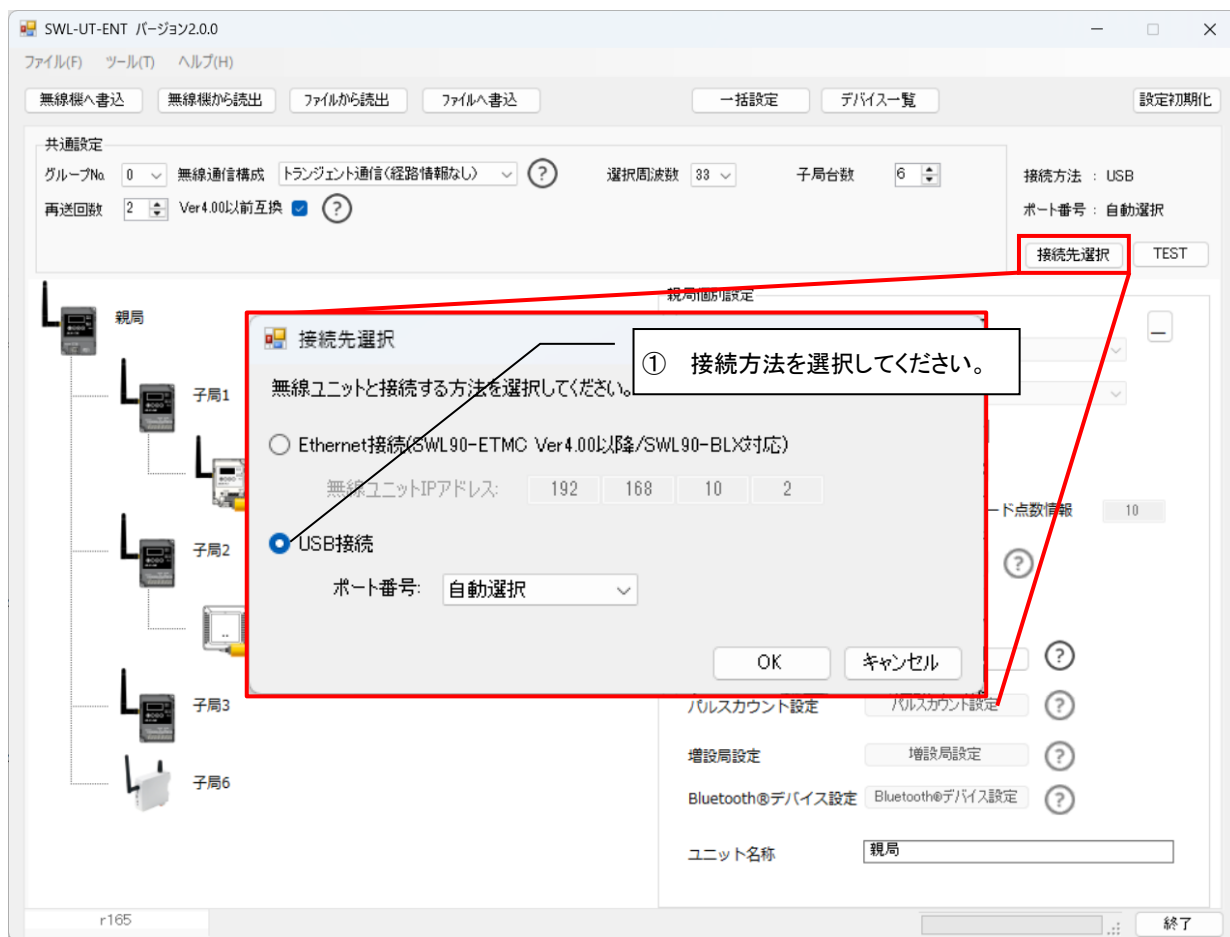 SWL-UT-ENT バージョン2.0.0
ファイル(F) ツール(T) ヘルプ(H)
無線機へ書込 無線機から読出 ファイルから読出 ファイルへ書込 一括設定 デバイス一覧 設定初期化
共通設定
グループNo. 0 無線通信構成 トランジェント通信(経路情報なし) ? 選択周波数 33 子局台数 6
接続方法 : USB
再送回数 2 Ver4.00以前互換 ?
ポート番号 : 自動選択
接続先選択 TEST
親局個別設定
親局
接続先選択
① 接続方法を選択してください。
子局1
無線ユニットと接続する方法を選択してください。
Ethernet接続(SWL90-ETMC Ver4.00以降/SWL90-BLX対応)
無線ユニットIPアドレス: 192 168 10 2
ード点数情報 10
子局2
USB接続
?
ポート番号: 自動選択
OK キャンセル
?
子局3
パルスカウント設定 パルスカウント設定 ?
増設局設定 増設局設定 ?
子局6
Bluetooth®デバイス設定 Bluetooth®デバイス設定 ?
ユニット名称 親局
r165
終了